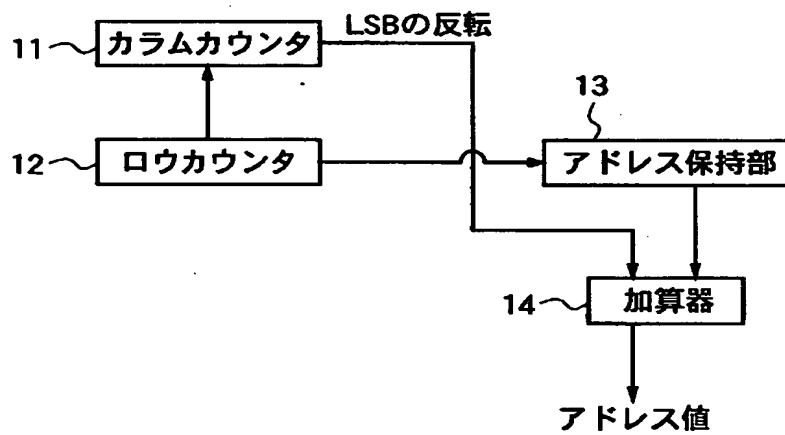 LSBの反転
11
カラムカウンタ
13
12
ロウカウンタ
アドレス保持部
14
加算器
アドレス値